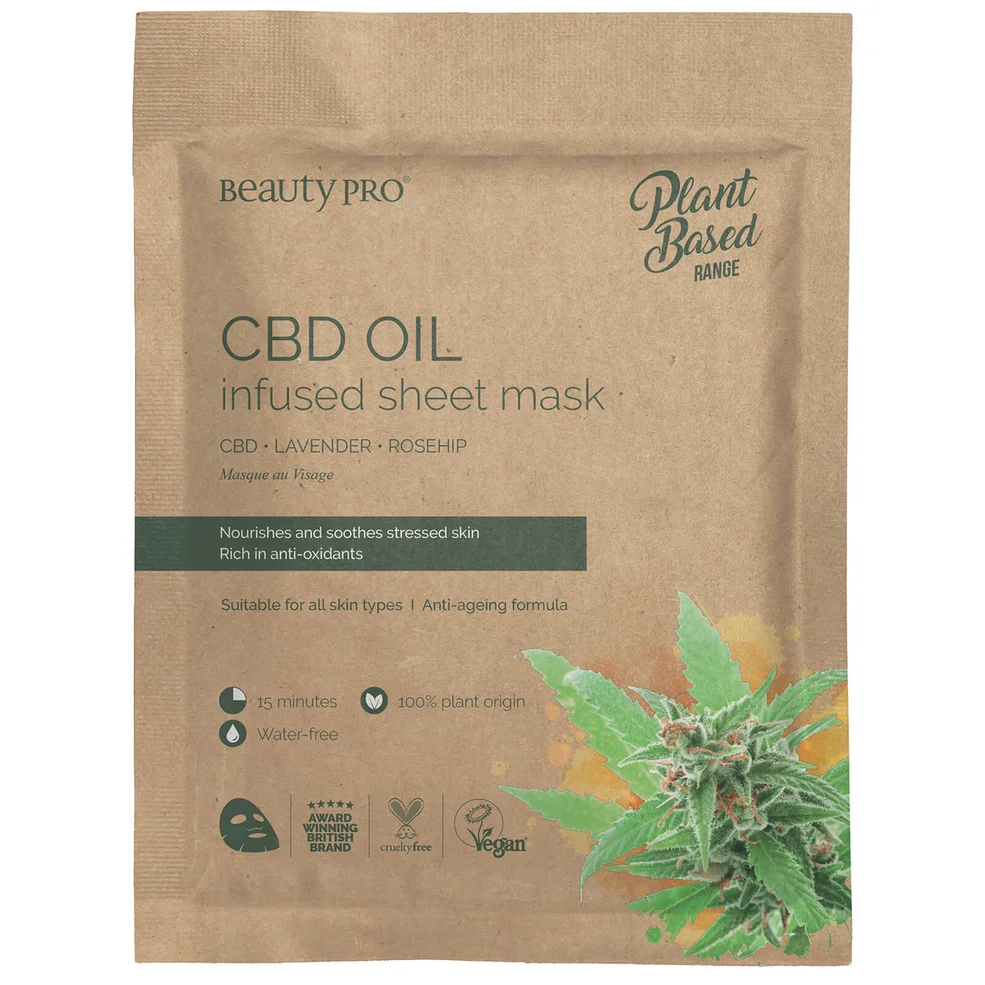 Beauty PRO®
Plant
Based
RANGE
CBD OIL
infused sheet mask
CBD • LAVENDER • ROSEHIP
Masque au Visage
Nourishes and soothes stressed skin
Rich in anti-oxidants
Suitable for all skin types | Anti-ageing formula
15 minutes
100% plant origin
Water-free
AWARD
WINNING
BRITISH
BRAND
crueltyfree
Vegan